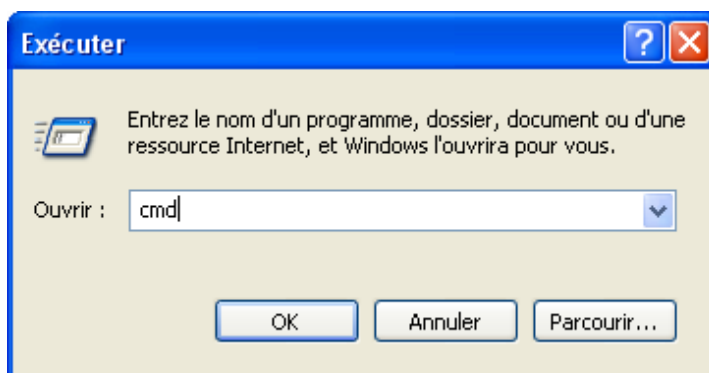 Exécuter
Entrez le nom d'un programme, dossier, document ou d'une
ressource Internet, et Windows l'ouvrira pour vous.
Ouvrir : cmd
OK Annuler Parcourir...